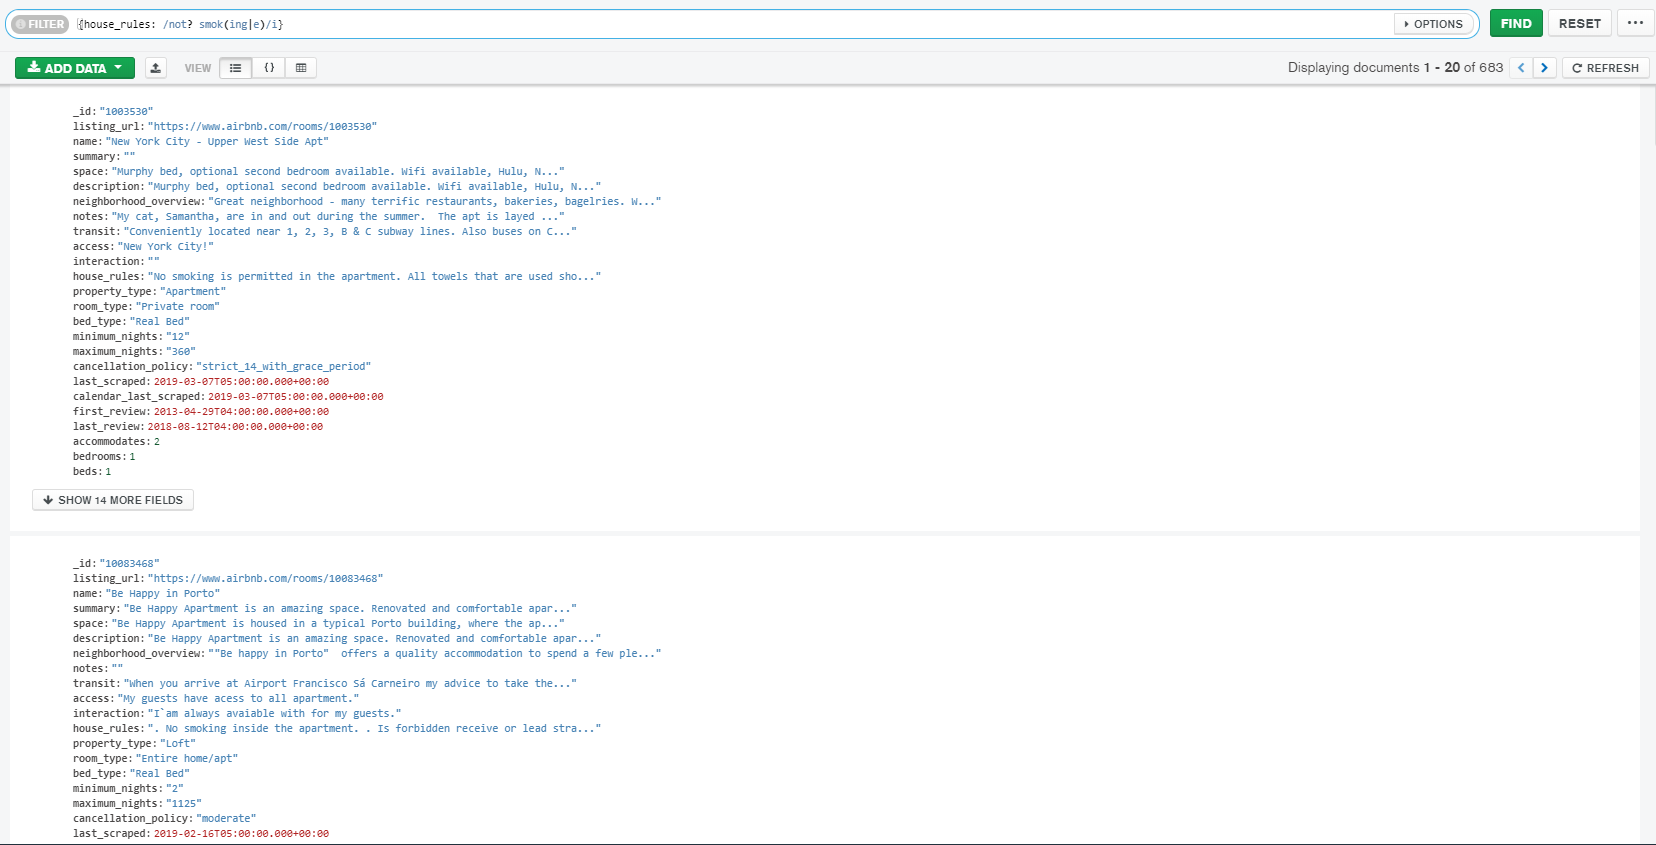 FILTER {house_rules: /not? smok(ing|e)/i} OPTIONS FIND RESET ...
ADD DATA VIEW {} Displaying documents 1 - 20 of 683 REFRESH
_id: "1003530"
listing_url: "https://www.airbnb.com/rooms/1003530"
name: "New York City - Upper West Side Apt"
summary: ""
space: "Murphy bed, optional second bedroom available. Wifi available, Hulu, N..."
description: "Murphy bed, optional second bedroom available. Wifi available, Hulu, N..."
neighborhood_overview: "Great neighborhood - many terrific restaurants, bakeries, bagelries. W..."
notes: "My cat, Samantha, are in and out during the summer.  The apt is layed ..."
transit: "Conveniently located near 1, 2, 3, B & C subway lines. Also buses on C..."
access: "New York City!"
interaction: ""
house_rules: "No smoking is permitted in the apartment. All towels that are used sho..."
property_type: "Apartment"
room_type: "Private room"
bed_type: "Real Bed"
minimum_nights: "12"
maximum_nights: "360"
cancellation_policy: "strict_14_with_grace_period"
last_scraped: 2019-03-07T05:00:00.000+00:00
calendar_last_scraped: 2019-03-07T05:00:00.000+00:00
first_review: 2013-04-29T04:00:00.000+00:00
last_review: 2018-08-12T04:00:00.000+00:00
accommodates: 2
bedrooms: 1
beds: 1
SHOW 14 MORE FIELDS
_id: "10083468"
listing_url: "https://www.airbnb.com/rooms/10083468"
name: "Be Happy in Porto"
summary: "Be Happy Apartment is an amazing space. Renovated and comfortable apar..."
space: "Be Happy Apartment is housed in a typical Porto building, where the ap..."
description: "Be Happy Apartment is an amazing space. Renovated and comfortable apar..."
neighborhood_overview: ""Be happy in Porto"  offers a quality accommodation to spend a few ple..."
notes: ""
transit: "When you arrive at Airport Francisco Sá Carneiro my advice to take the..."
access: "My guests have acess to all apartment."
interaction: "I`am always avaiable with for my guests."
house_rules: ". No smoking inside the apartment. . Is forbidden receive or lead stra..."
property_type: "Loft"
room_type: "Entire home/apt"
bed_type: "Real Bed"
minimum_nights: "2"
maximum_nights: "1125"
cancellation_policy: "moderate"
last_scraped: 2019-02-16T05:00:00.000+00:00